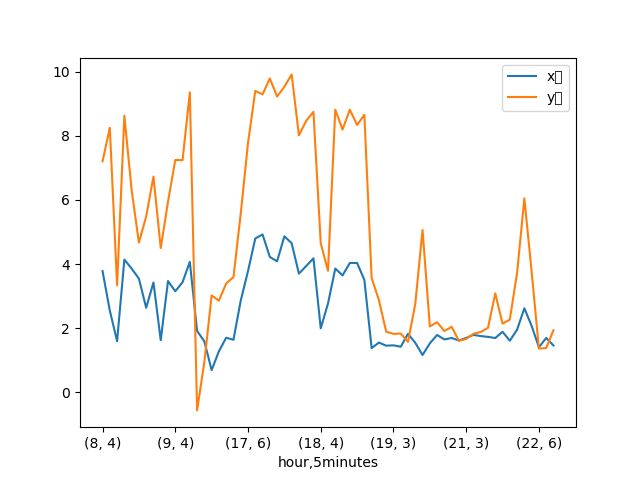 x
y
10
8
6
4
2
0
(8, 4) (9, 4) (17, 6) (18, 4) (19, 3) (21, 3) (22, 6)
hour,5minutes